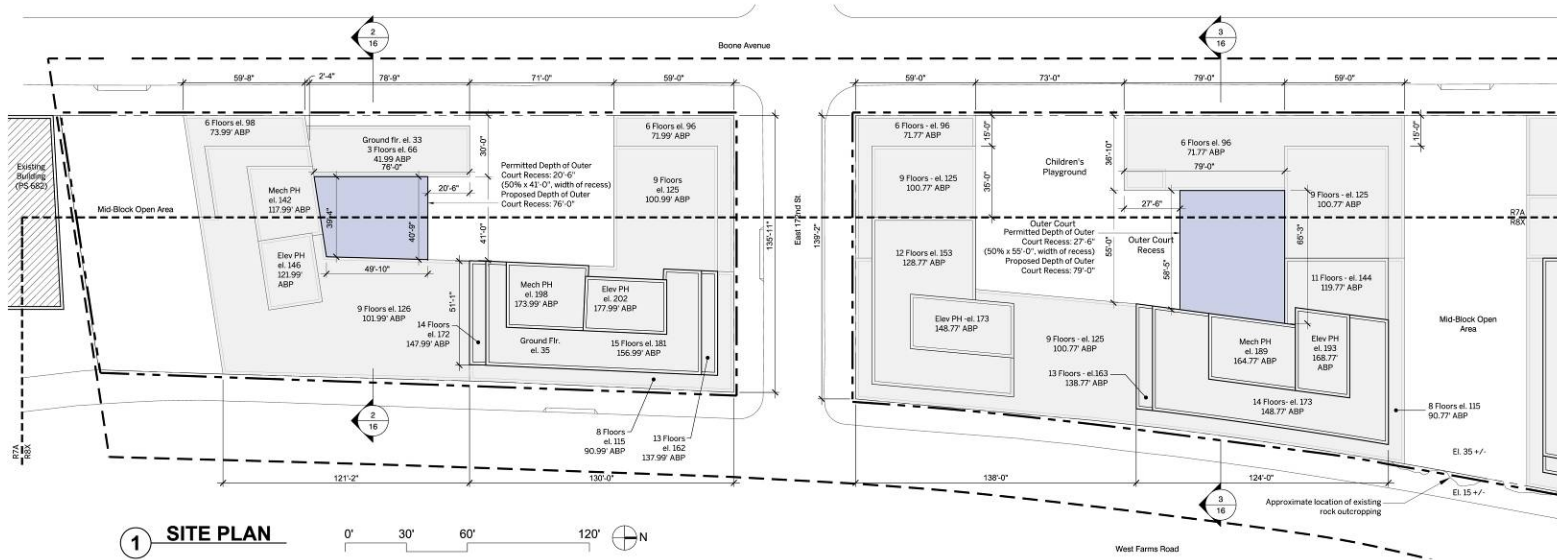 2
16
3
16
Boone Avenue
59'-8"
2'-4"
78'-9"
71'-0"
59'-0"
59'-0"
73'-0"
79'-0"
59'-0"
6 Floors el. 98
73.99' ABP
Ground flr. el. 33
3 Floors el. 66
41.99 ABP
76'-0"
30'-0"
6 Floors el. 96
71.99' ABP
6 Floors - el. 96
71.77' ABP
15'-0"
36'-10"
6 Floors el. 96
71.77' ABP
79'-0"
15'-0"
Existing
Building
(PS 682)
Mid-Block Open Area
Mech PH
el. 142
117.99' ABP
39'-4"
40'-9"
20'-6"
Permitted Depth of Outer
Court Recess: 20'-6"
(50% x 41'-0", width of recess)
Proposed Depth of Outer
Court Recess: 76'-0"
41'-0"
9 Floors
el. 125
100.99' ABP
135'-11"
East 172nd St.
139'-2"
9 Floors - el. 125
100.77' ABP
35'-0"
Children's
Playground
27'-6"
9 Floors - el. 125
100.77' ABP
R7A
R8X
Outer Court
Permitted Depth of Outer
Court Recess: 27'-6"
(50% x 55'-0", width of recess)
Proposed Depth of Outer
Court Recess: 79'-0"
55'-0"
Outer Court
Recess
58'-5"
65'-3"
Elev PH
el. 146
121.99'
ABP
49'-10"
9 Floors el. 126
101.99' ABP
51'-1"
14 Floors
el. 172
147.99' ABP
Mech PH
el. 198
173.99' ABP
Elev PH
el. 202
177.99' ABP
Ground Flr.
el. 35
15 Floors el. 181
156.99' ABP
12 Floors el. 153
128.77' ABP
Elev PH -el. 173
148.77' ABP
9 Floors - el. 125
100.77' ABP
13 Floors - el.163
138.77' ABP
11 Floors - el. 144
119.77' ABP
Mech PH
el. 189
164.77' ABP
Elev PH
el. 193
168.77'
ABP
14 Floors- el. 173
148.77' ABP
Mid-Block Open
Area
8 Floors el. 115
90.77' ABP
2
16
8 Floors
el. 115
90.99' ABP
13 Floors
el. 162
137.99' ABP
R7A
R8X
El. 35 +/-
El. 15 +/-
121'-2"
130'-0"
138'-0"
124'-0"
3
16
Approximate location of existing
rock outcropping
1 SITE PLAN
0' 30' 60' 120'
N
West Farms Road